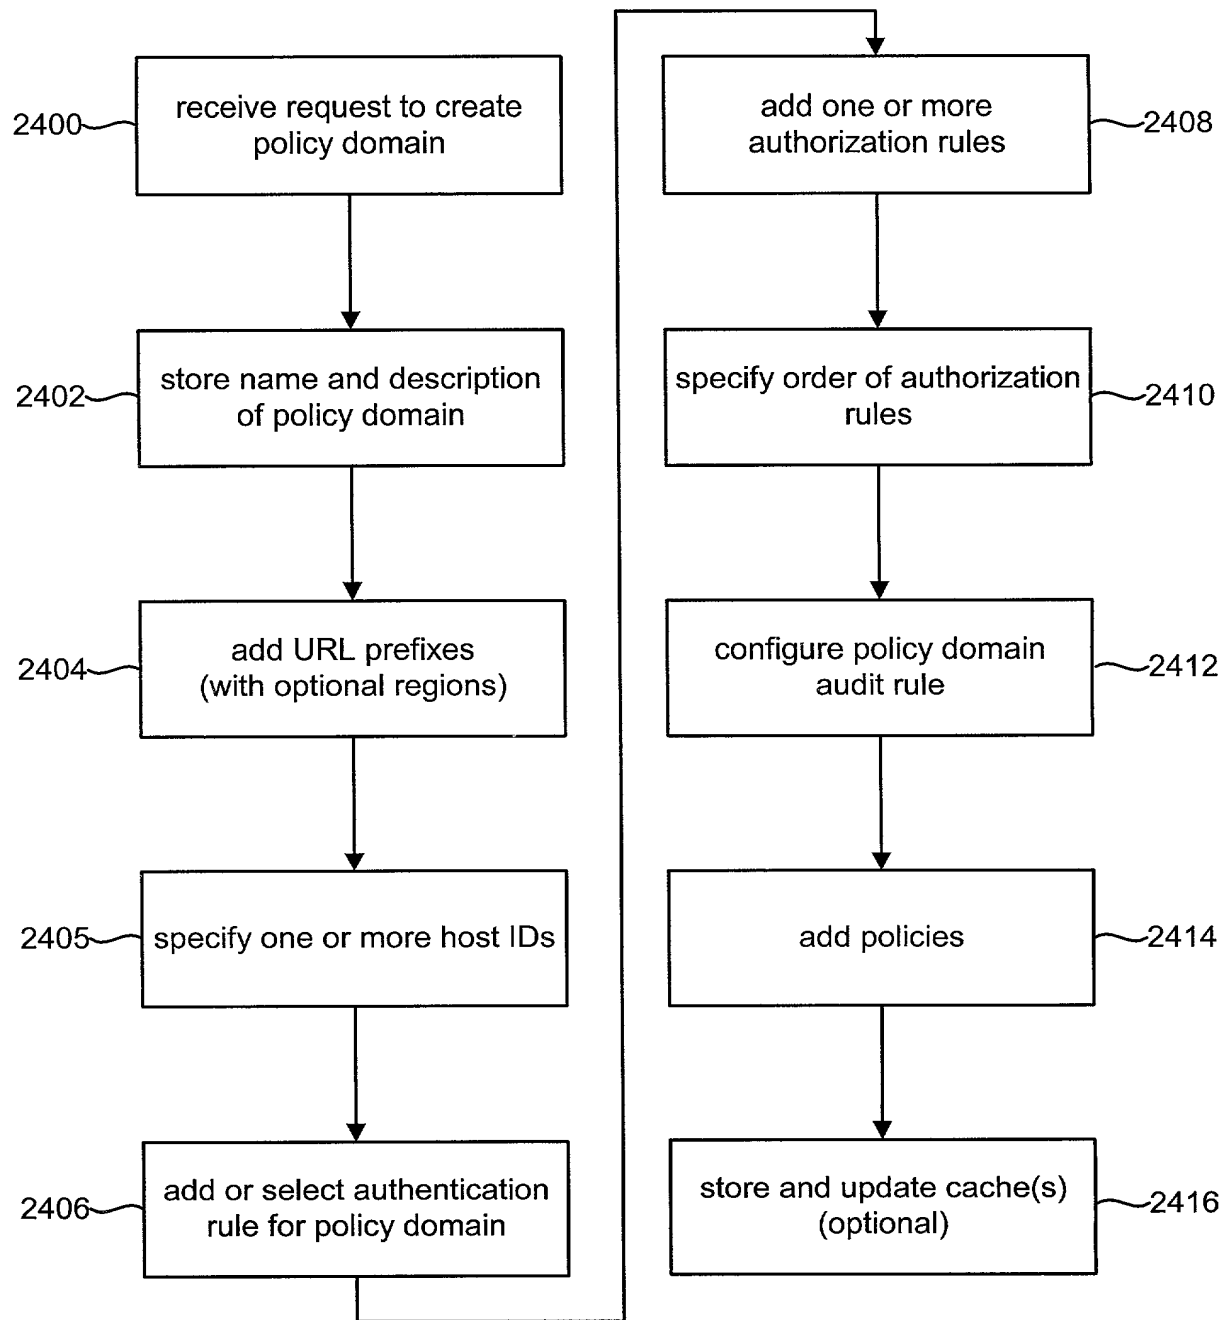 2400
receive request to create
policy domain
2402
store name and description
of policy domain
2404
add URL prefixes
(with optional regions)
2405
specify one or more host IDs
2406
add or select authentication
rule for policy domain
add one or more
authorization rules
2408
specify order of authorization
rules
2410
configure policy domain
audit rule
2412
add policies
2414
store and update cache(s)
(optional)
2416